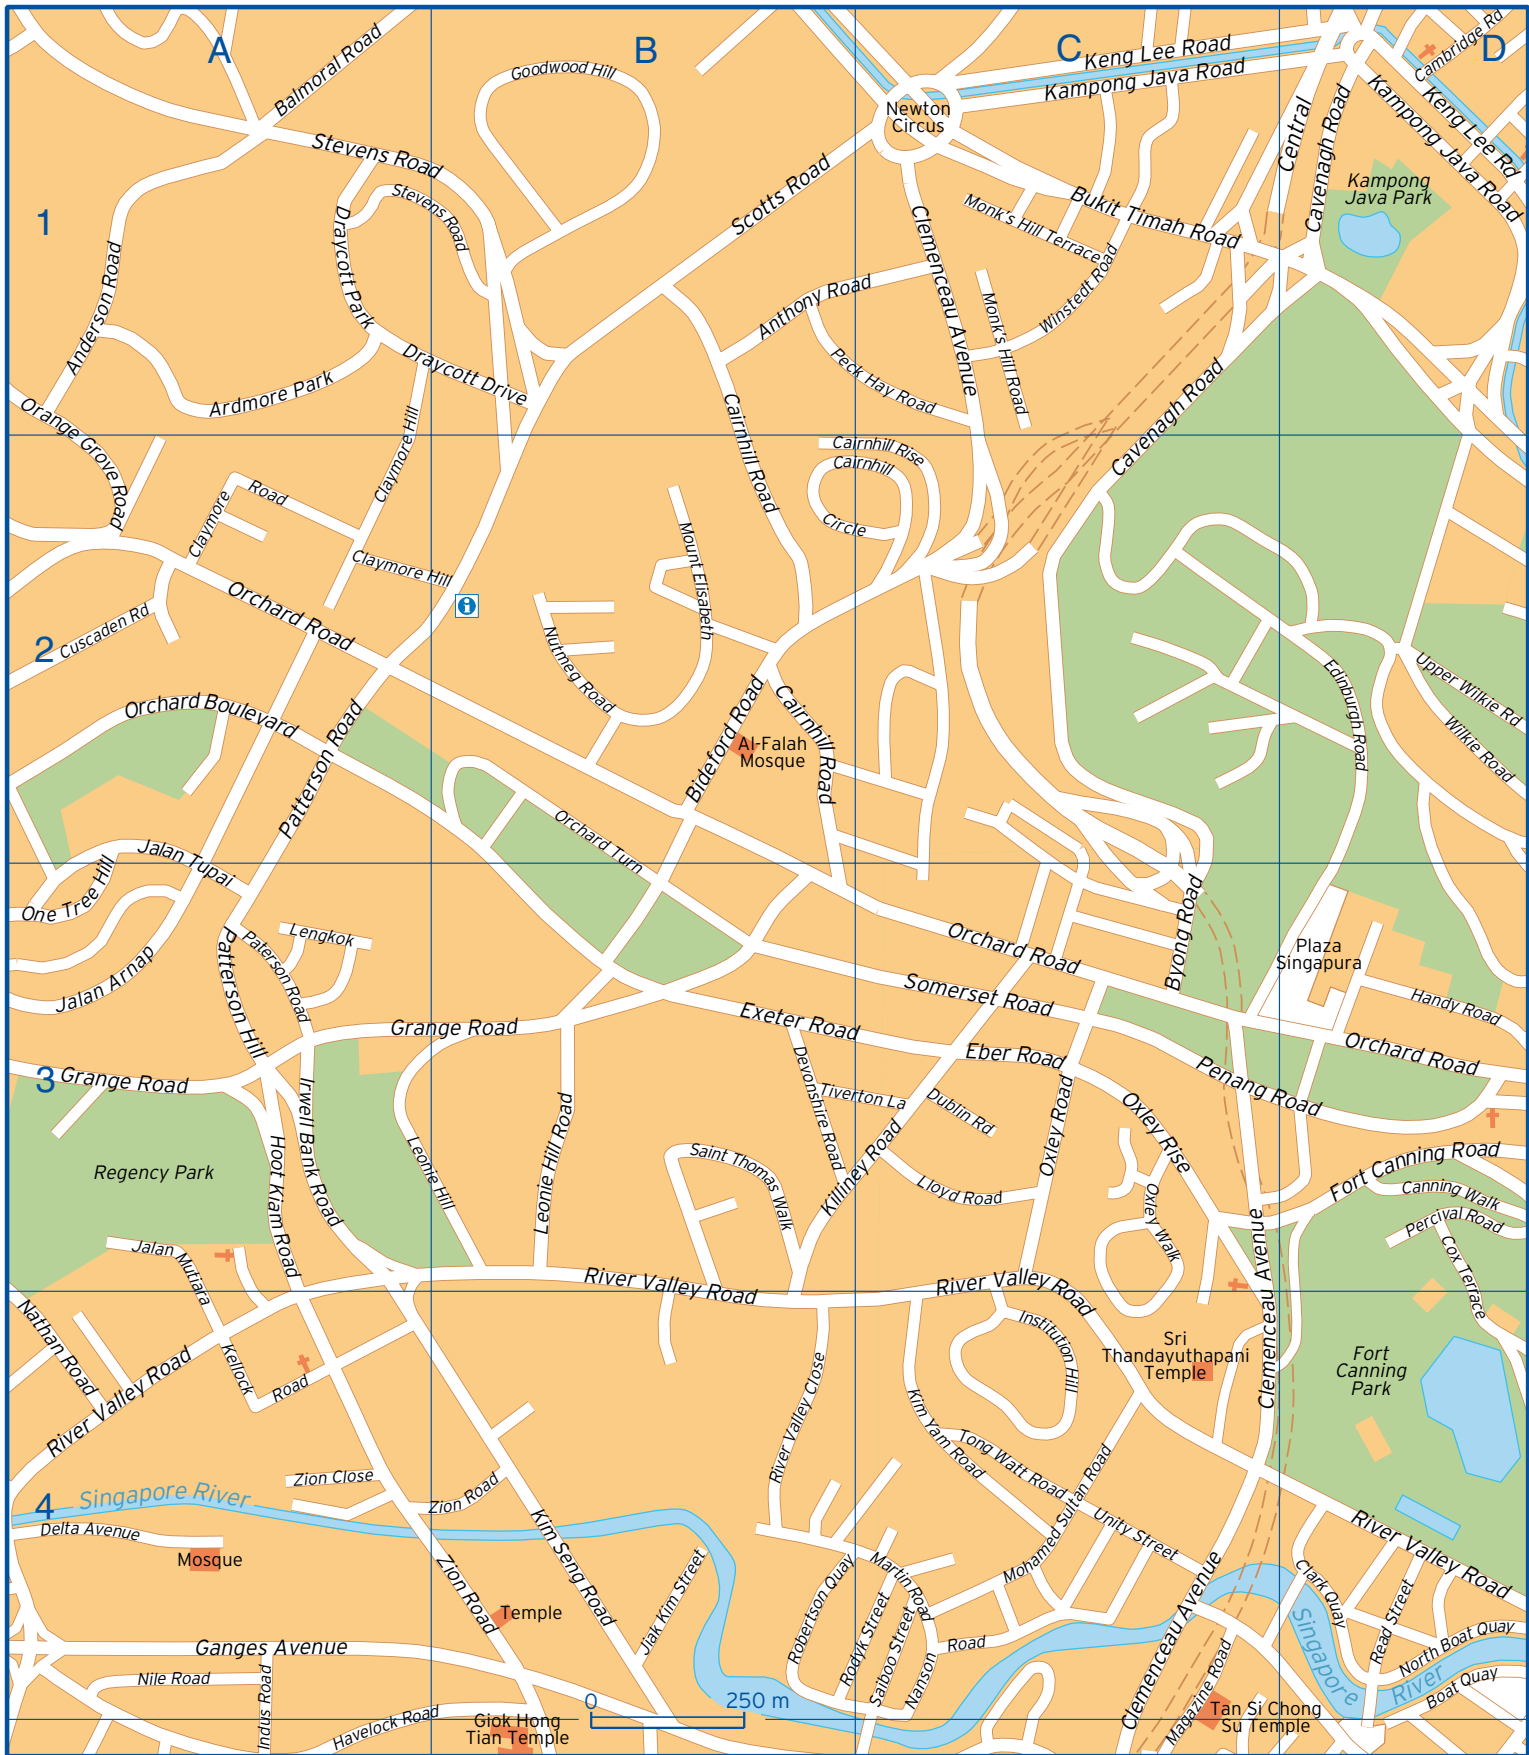 A
B
C
D
1
2
3
4
Balmoral Road
Goodwood Hill
Keng Lee Road
Kampong Java Road
Cambridge Rd
Keng Lee Rd
Kampong Java Road
Newton
Circus
Central
Cavenagh Road
Stevens Road
Stevens Road
Scotts Road
Kampong
Java Park
Bukit Timah Road
Monk's Hill Terrace
Winstedt Road
Monk's Hill Road
Clemenceau Avenue
Draycott Park
Anderson Road
Anthony Road
Peck Hay Road
Draycott Drive
Ardmore Park
Orange Grove Road
Claymore Hill
Cairnhill Road
Cairnhill Rise
Cairnhill
Circle
Cavenagh Road
Claymore
Road
Claymore Hill
Mount Elisabeth
Orchard Road
Cuscaden Rd
Nutmeg Road
Upper Wilkie Rd
Wilkie Road
Edinburgh Road
Orchard Boulevard
Patterson Road
Bideford Road
Cairnhill Road
Al-Falah
Mosque
Orchard Turn
Jalan Tupai
One Tree Hill
Jalan Arnap
Lengkok
Paterson Road
Patterson Hill
Byong Road
Plaza
Singapura
Orchard Road
Somerset Road
Handy Road
Orchard Road
Exeter Road
Grange Road
Grange Road
Eber Road
Penang Road
Devonshire Road
Tiverton La
Dublin Rd
Oxley Road
Oxley Rise
Irwell Bank Road
Hoot Kiam Road
Leonie Hill
Leonie Hill Road
Saint Thomas Walk
Killiney Road
Lloyd Road
Oxley Walk
Fort Canning Road
Canning Walk
Percival Road
Cox Terrace
Regency Park
Jalan Mutiara
River Valley Road
River Valley Road
Clemenceau Avenue
Nathan Road
River Valley Road
Kellock
Road
Institution Hill
Sri
Thandayuthapani
Temple
Fort
Canning
Park
River Valley Close
Kim Yam Road
Tong Watt Road
Mohamed Sultan Road
Unity Street
Zion Close
Zion Road
Singapore River
Delta Avenue
Mosque
Kim Seng Road
Zion Road
Jiak Kim Street
Temple
Robertson Quay
Martin Road
Rodyk Street
Saiboo Street
Nanson
Road
River Valley Road
Clark Quay
Read Street
North Boat Quay
Boat Quay
Singapore
River
Clemenceau Avenue
Magazine Road
Tan Si Chong
Su Temple
Ganges Avenue
Nile Road
Indus Road
Havelock Road
Giok Hong
Tian Temple
0
250 m